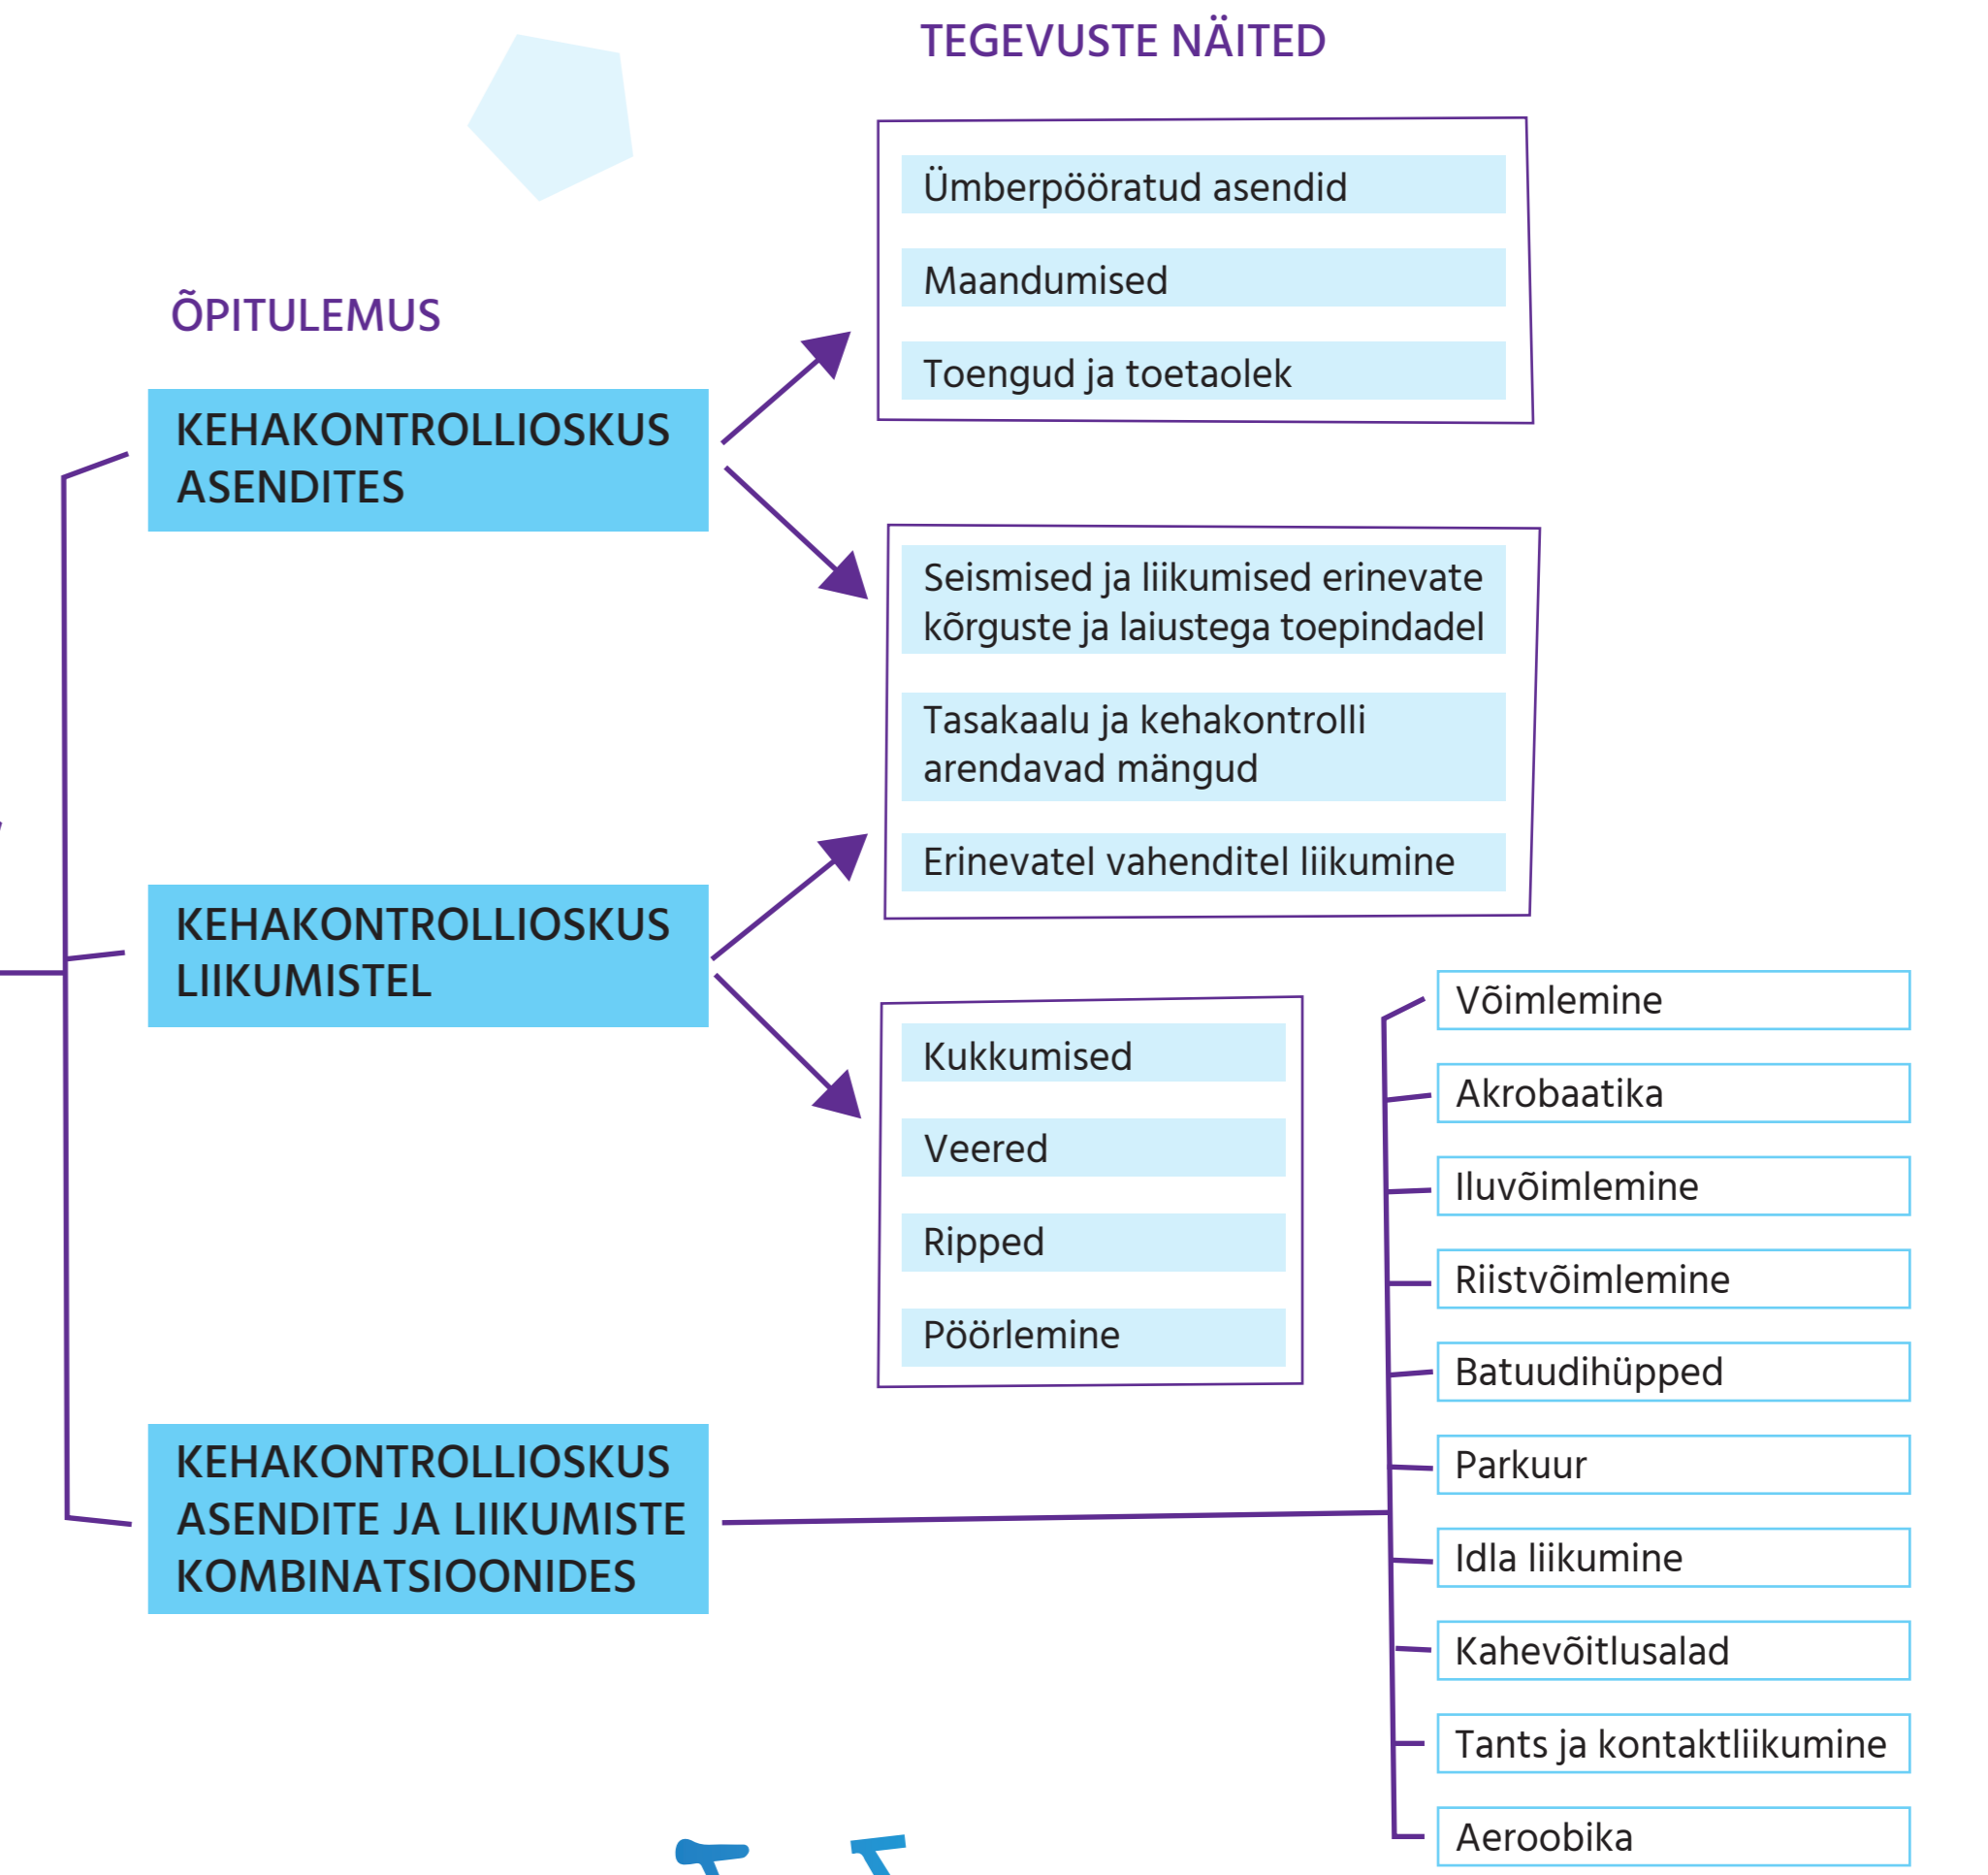 TEGEVUSTE NÄITED
Ümberpööratud asendid
Maandumised
Toengud ja toetaolek
ÕPITULEMUS
KEHAKONTROLLIOSKUS
ASENDITES
Seismised ja liikumised erinevate
kõrguste ja laiustega toepindadel
Tasakaalu ja kehakontrolli
arendavad mängud
Erinevatel vahenditel liikumine
KEHAKONTROLLIOSKUS
LIIKUMISTEL
Kukkumised
Veered
Ripped
Pöörlemine
KEHAKONTROLLIOSKUS
ASENDITE JA LIIKUMISTE
KOMBINATSIOONIDES
Võimlemine
Akrobaatika
Iluvõimlemine
Riistvõimlemine
Batuudihüpped
Parkuur
Idla liikumine
Kahevõitlusalad
Tants ja kontaktliikumine
Aeroobika